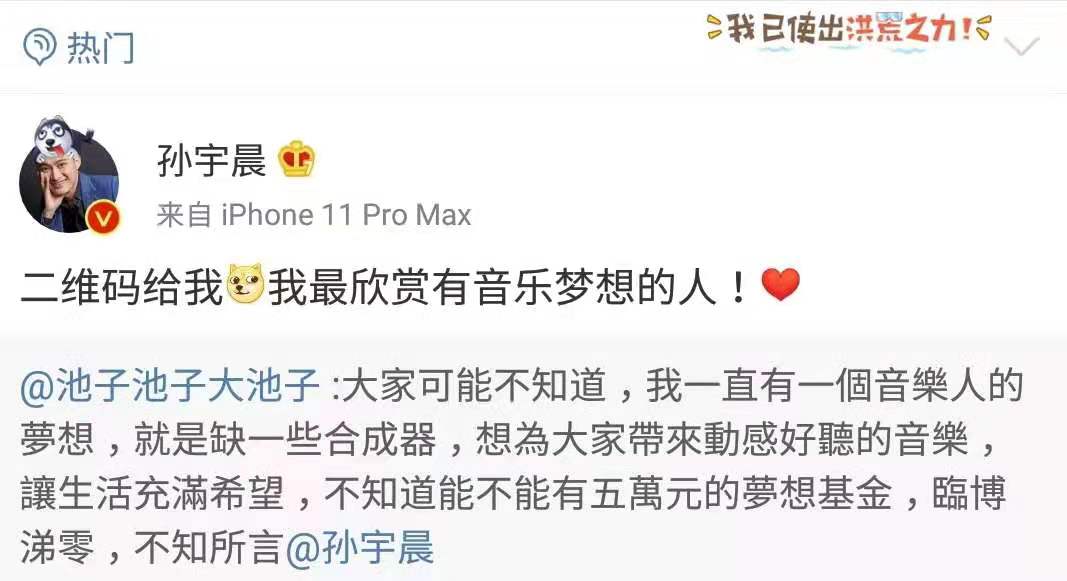 热门
我已使出洪荒之力!
孙宇晨
来自 iPhone 11 Pro Max
二维码给我我最欣赏有音乐梦想的人！
@池子池子大池子 :大家可能不知道，我一直有一個音樂人的
夢想，就是缺一些合成器，想為大家帶來動感好聽的音樂，
讓生活充滿希望，不知道能不能有五萬元的夢想基金，臨博
涕零，不知所言@孙宇晨